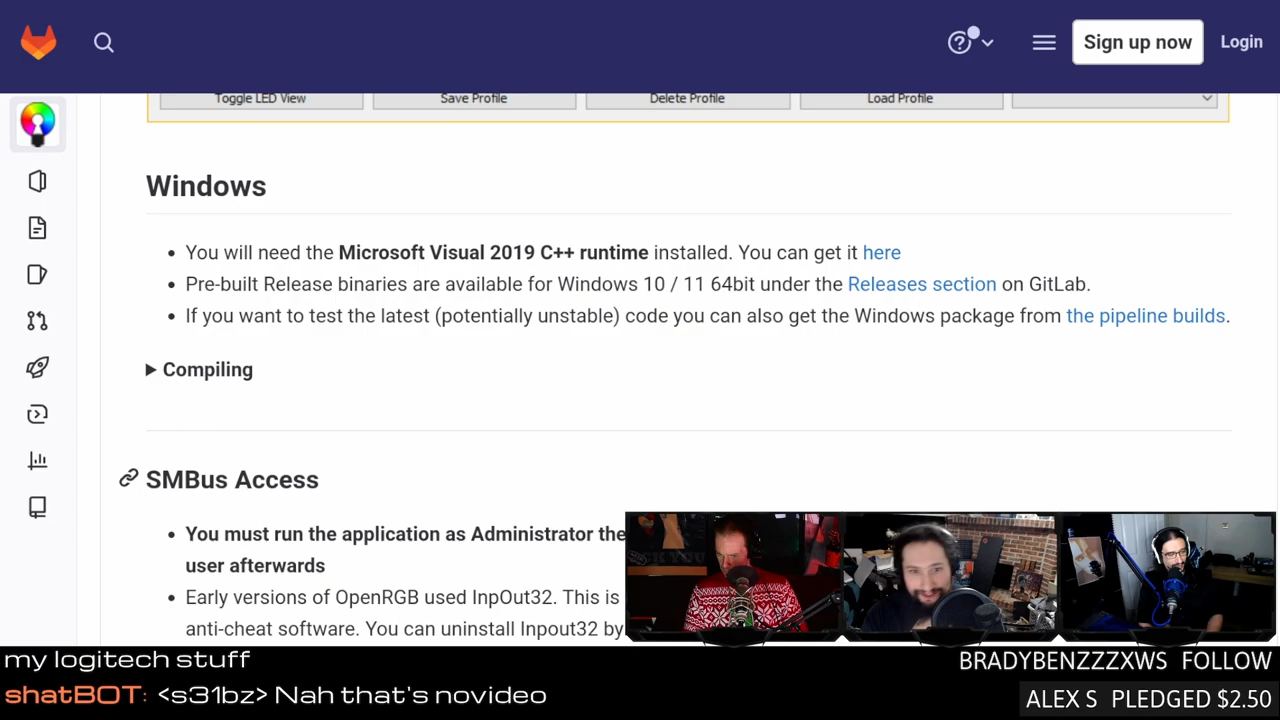 Sign up now
Login
Toggle LED View
Save Profile
Delete Profile
Load Profile
Windows
You will need the Microsoft Visual 2019 C++ runtime installed. You can get it here
Pre-built Release binaries are available for Windows 10 / 11 64bit under the Releases section on GitLab.
If you want to test the latest (potentially unstable) code you can also get the Windows package from the pipeline builds.
Compiling
SMBus Access
You must run the application as Administrator the
user afterwards
Early versions of OpenRGB used InpOut32. This is
anti-cheat software. You can uninstall Inpout32 by
my logitech stuff
BRADYBENZZZXWS FOLLOW
shatBOT: <s31bz> Nah that's novideo
ALEX S PLEDGED $2.50